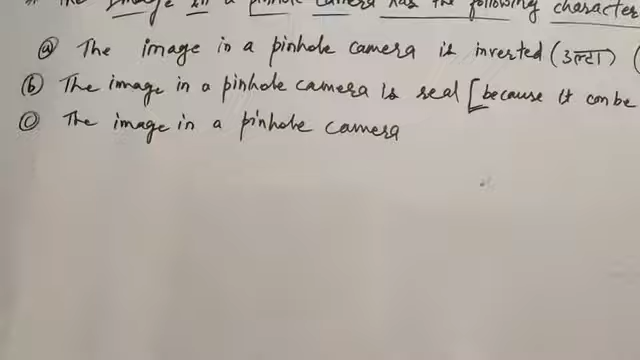 The Image in a pinhole camera has the following character
ⓐ The image in a pinhole camera is inverted (उल्टा) (
ⓑ The image in a pinhole camera is real [because it can be
ⓒ The image in a pinhole camera